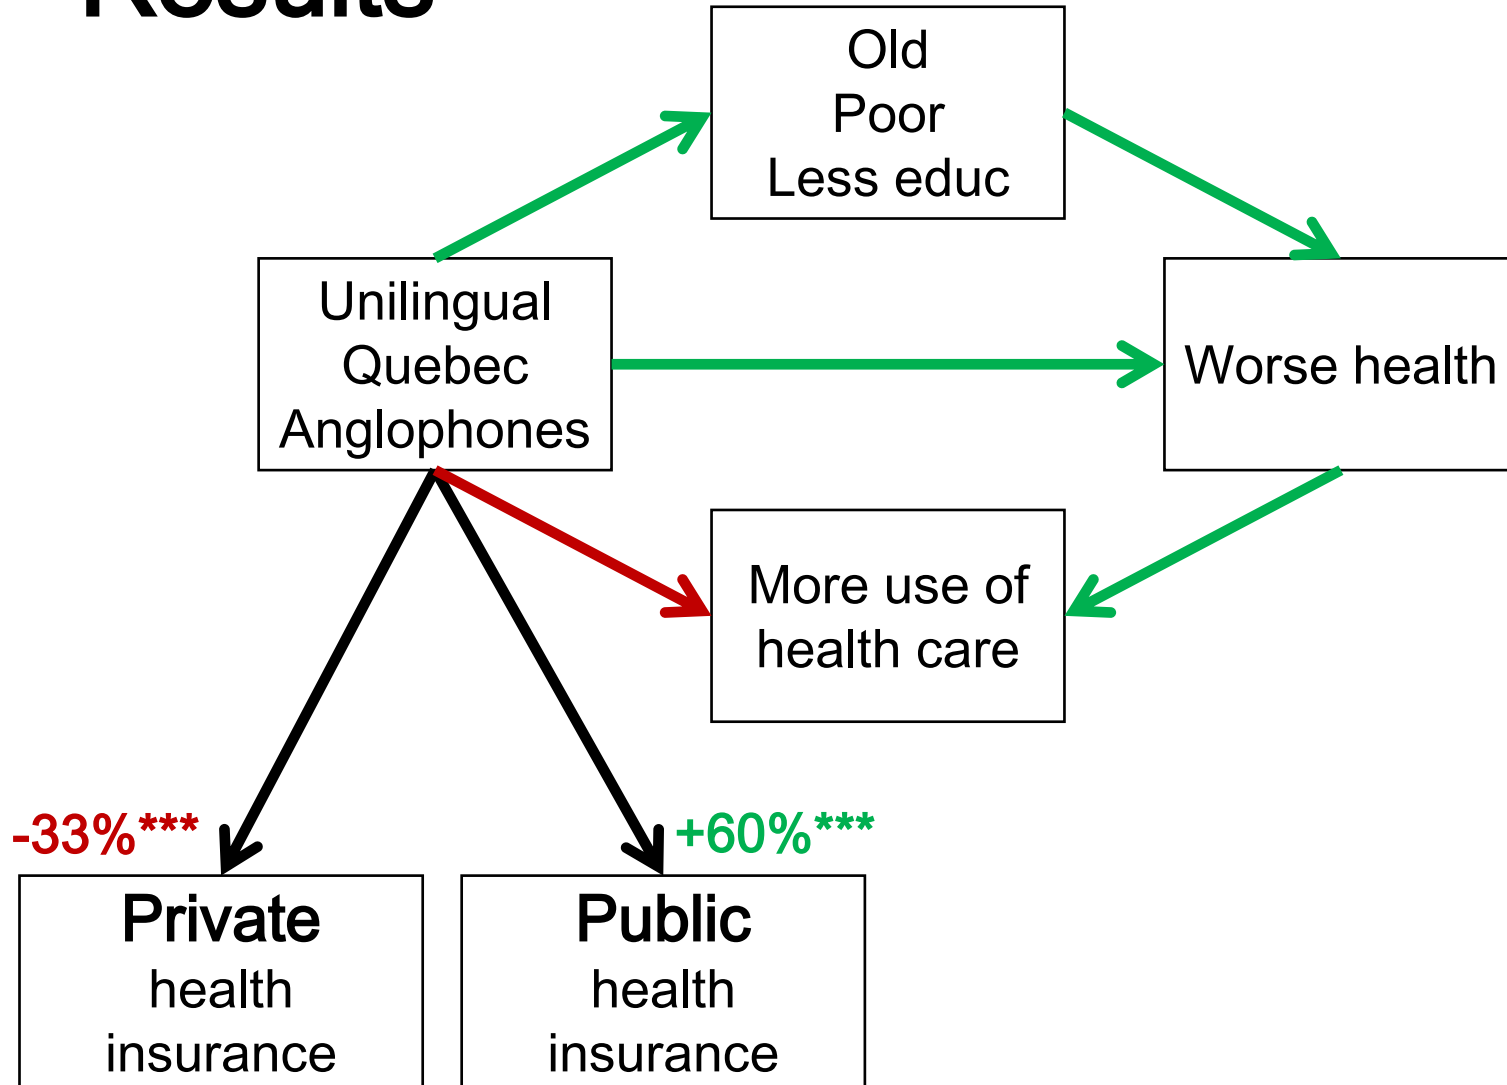 Results
Old
Poor
Less educ
Unilingual
Quebec
Anglophones
Worse health
More use of
health care
-33%***
+60%***
Private
health
insurance
Public
health
insurance